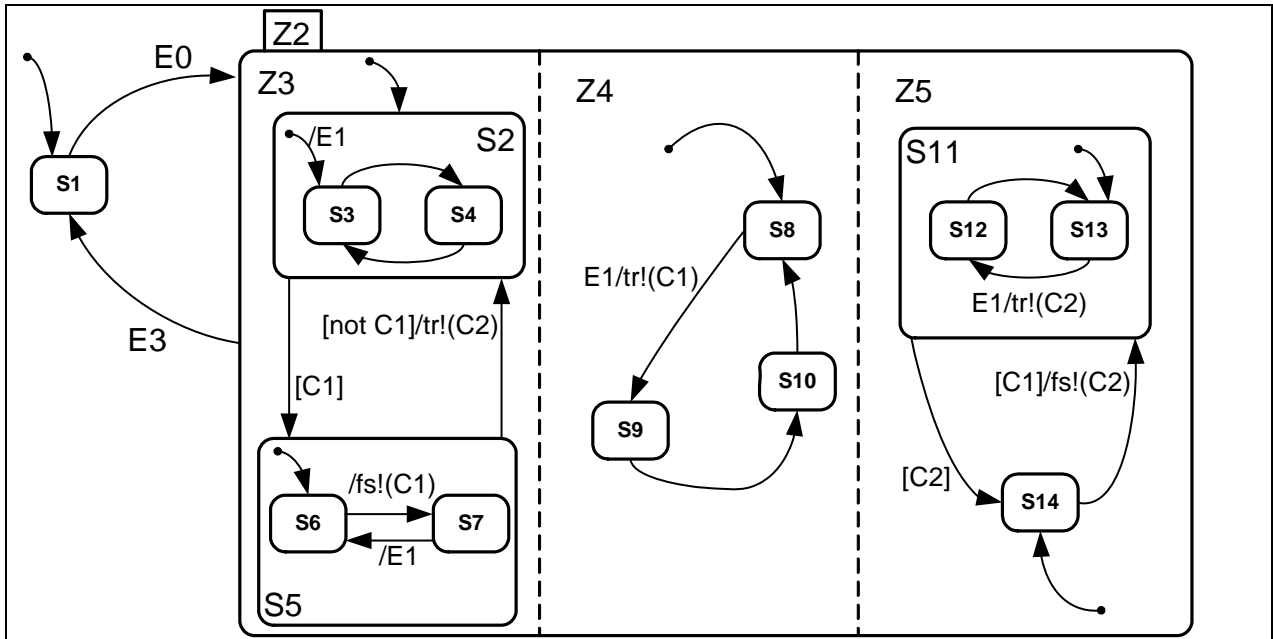 Z2
E0
Z3
Z4
Z5
/E1
S2
S11
S1
S3
S4
S8
S12
S13
E1/tr!(C1)
E1/tr!(C2)
[not C1]/tr!(C2)
E3
[C1]
S10
[C1]/fs!(C2)
S9
[C2]
/fs!(C1)
S6
S7
S14
/E1
S5